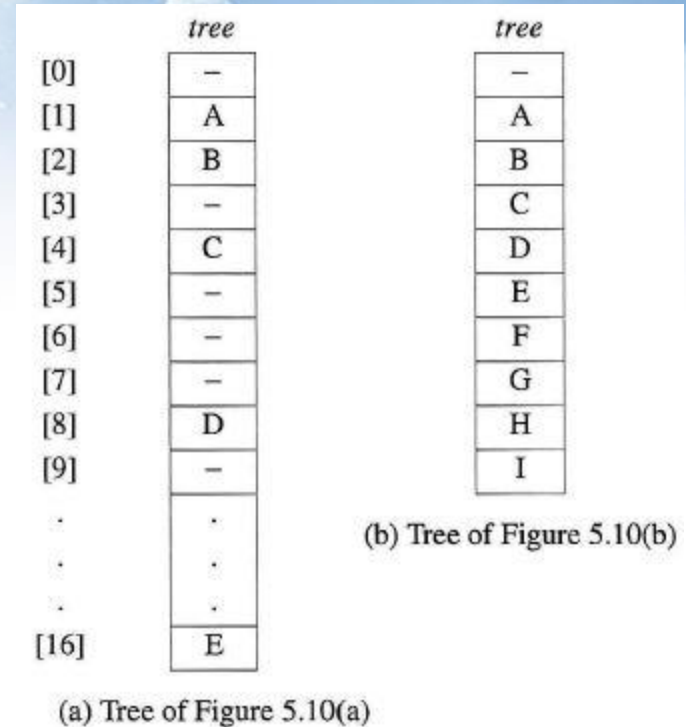 tree tree
[0] – –
[1] A A
[2] B B
[3] – C
[4] C D
[5] – E
[6] – F
[7] – G
[8] D H
[9] – I
. .
. .
. .
[16] E
(b) Tree of Figure 5.10(b)
(a) Tree of Figure 5.10(a)